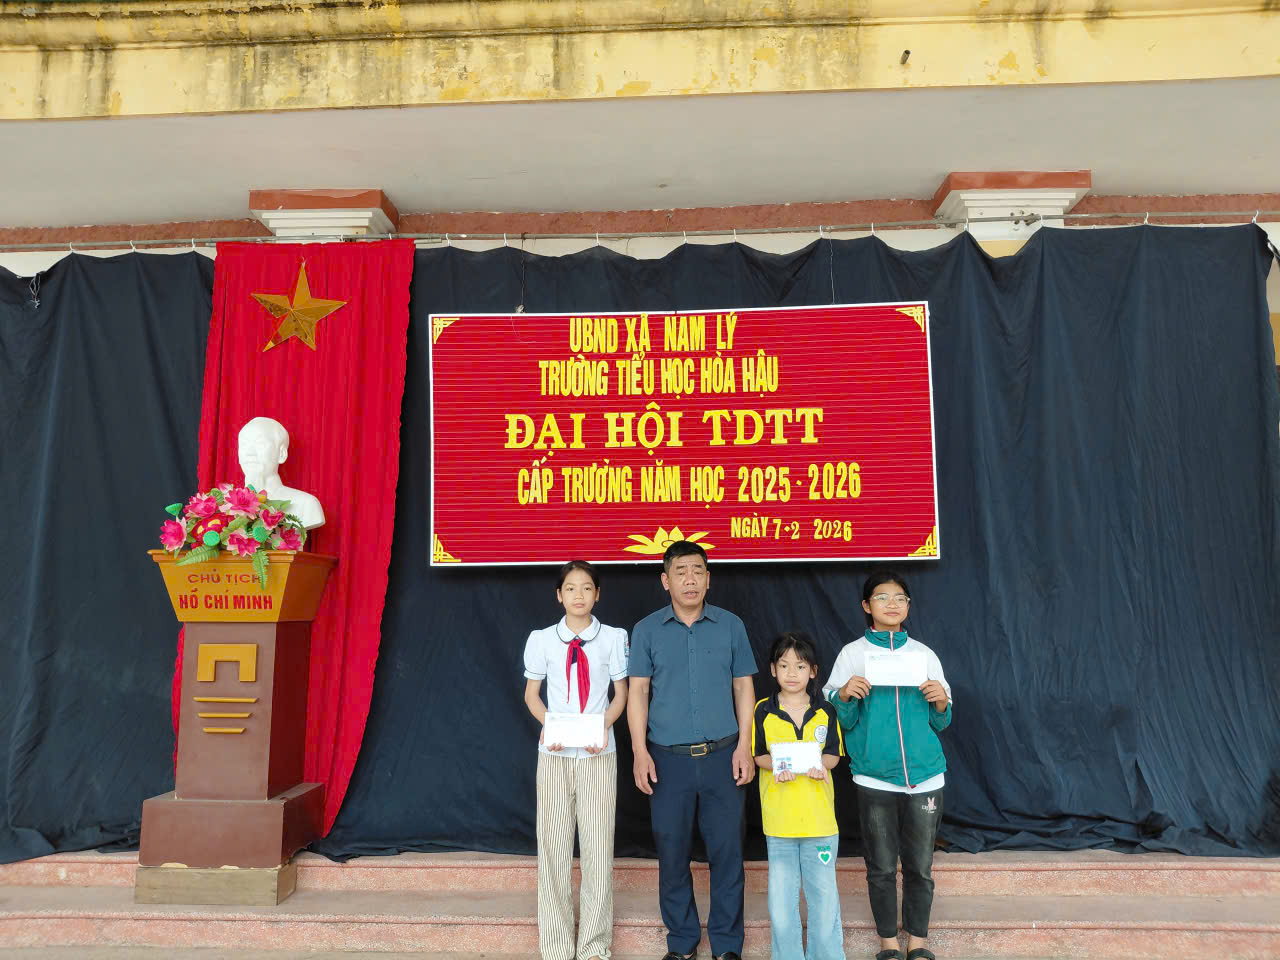 UBND XÃ NAM LÝ
TRƯỜNG TIỂU HỌC HÒA HẬU
ĐẠI HỘI TDTT
CẤP TRƯỜNG NĂM HỌC 2025-2026
NGÀY 7-2 2026
CHỦ TỊCH
HỒ CHÍ MINH